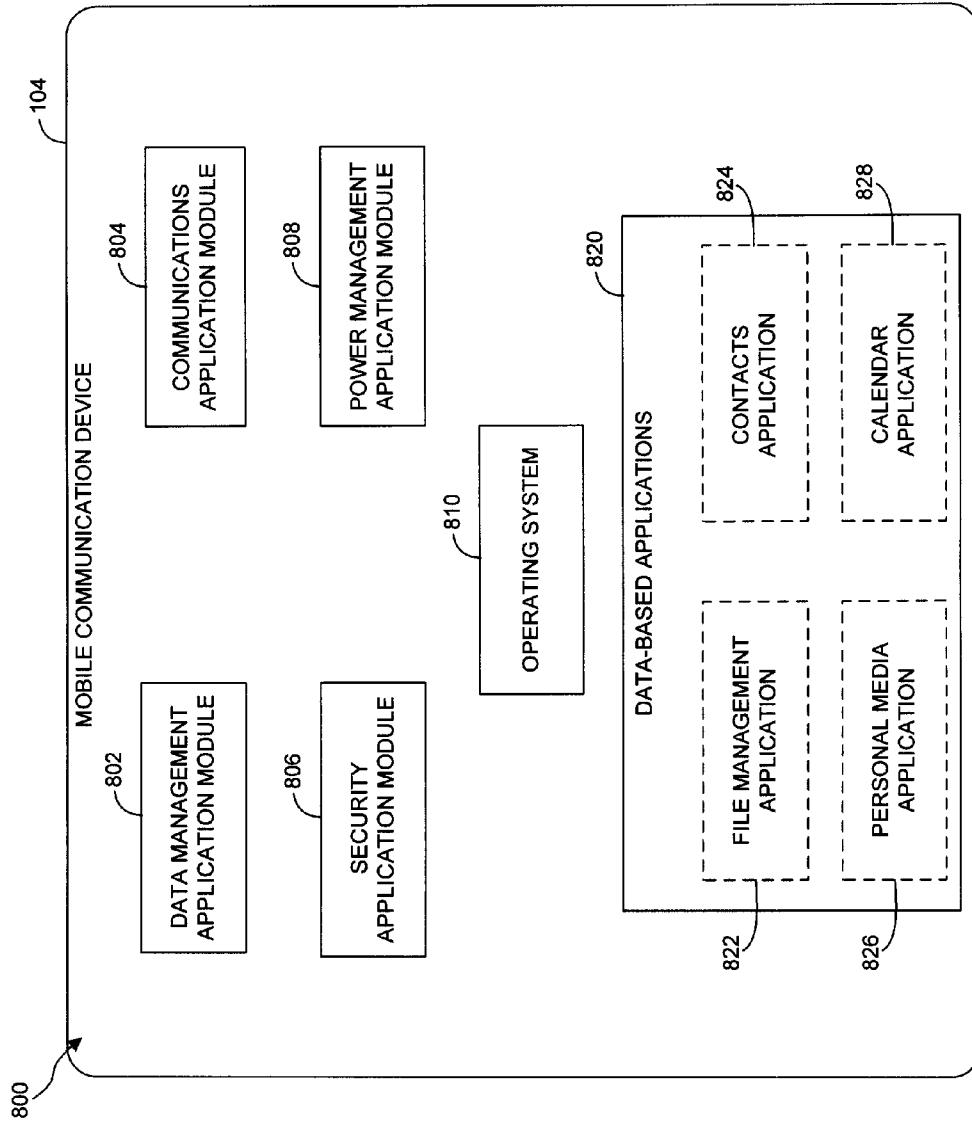 800
104
MOBILE COMMUNICATION DEVICE
802
DATA MANAGEMENT
APPLICATION MODULE
804
COMMUNICATIONS
APPLICATION MODULE
806
SECURITY
APPLICATION MODULE
808
POWER MANAGEMENT
APPLICATION MODULE
810
OPERATING SYSTEM
820
DATA-BASED APPLICATIONS
822
FILE MANAGEMENT
APPLICATION
824
CONTACTS
APPLICATION
826
PERSONAL MEDIA
APPLICATION
828
CALENDAR
APPLICATION